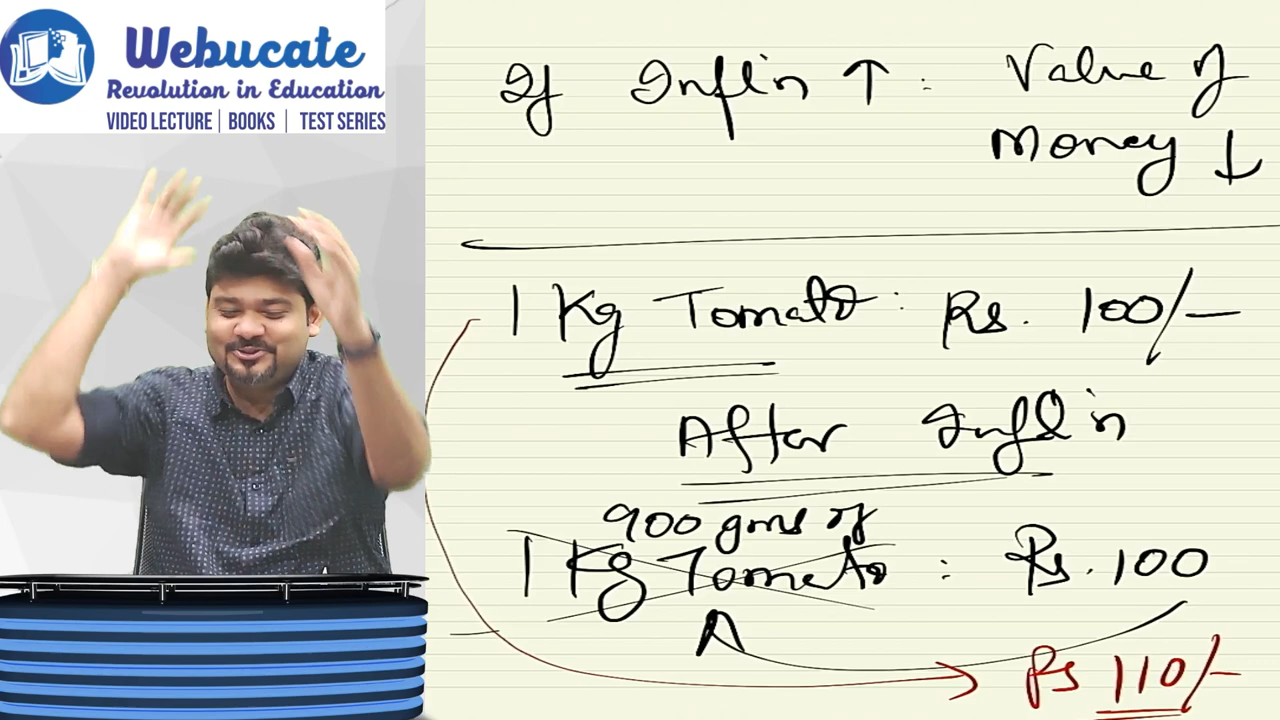 Webucate
Revolution in Education
VIDEO LECTURE | BOOKS | TEST SERIES
If Infl'n ↑ : Value of
Money ↓
1 Kg Tomato : Rs. 100/-
After Infl'n
900 gms of
1 Kg Tomato : Rs. 100
Rs 110/-